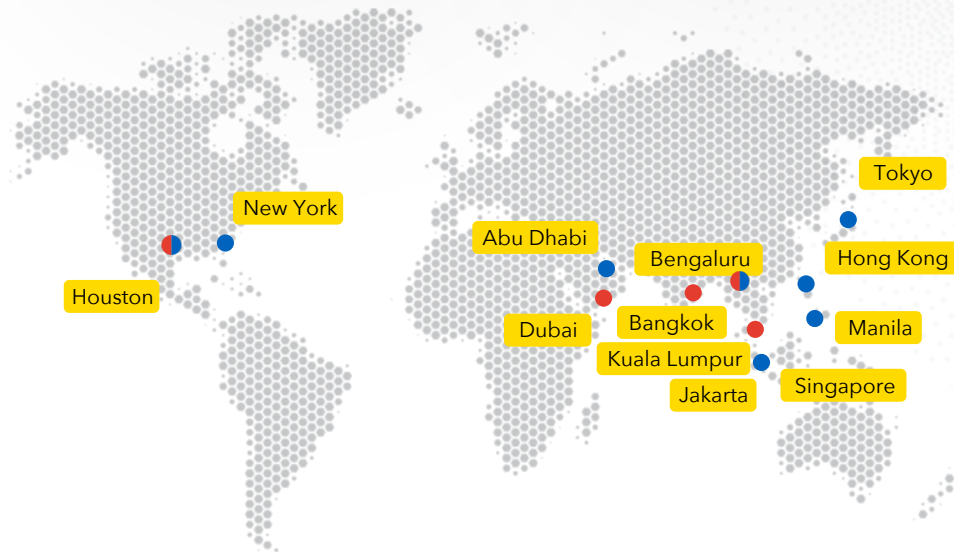 Tokyo
New York
Abu Dhabi
Bengaluru
Hong Kong
Houston
Dubai
Bangkok
Manila
Kuala Lumpur
Singapore
Jakarta